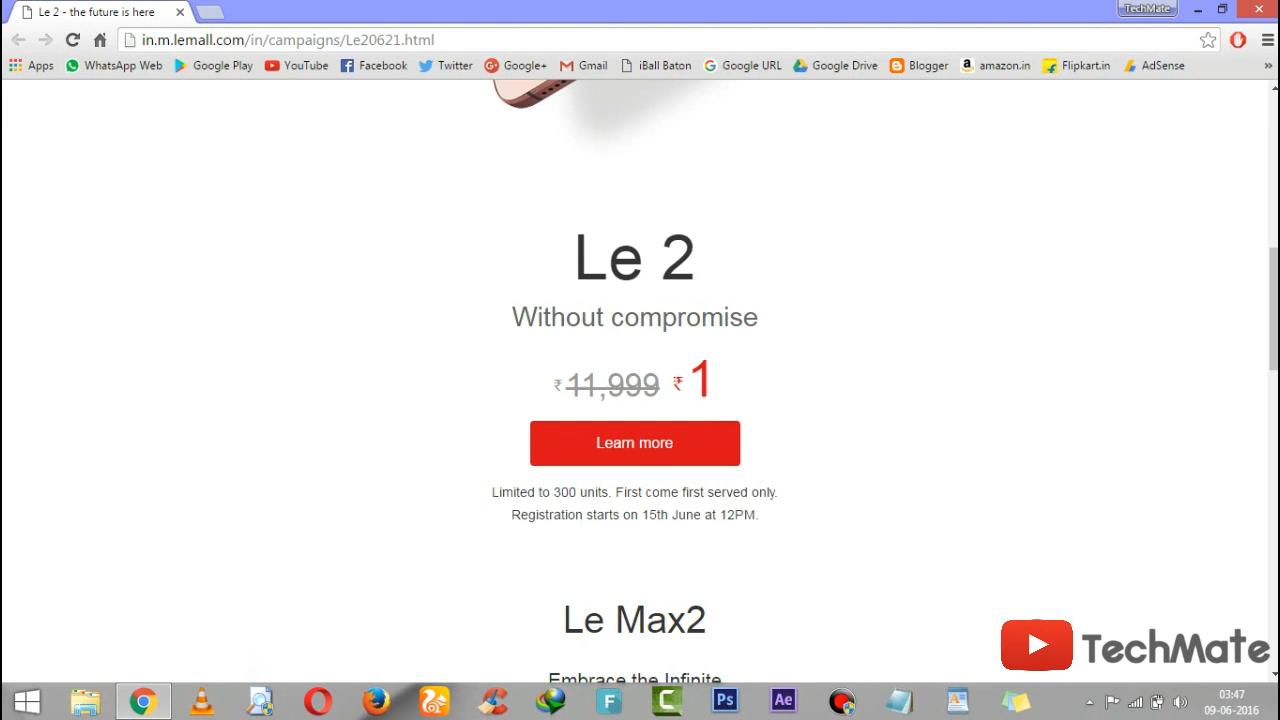 Le 2 - the future is here
TechMate
in.m.lemall.com/in/campaigns/Le20621.html
Apps WhatsApp Web Google Play YouTube Facebook Twitter Google+ Gmail iBall Baton Google URL Google Drive Blogger amazon.in Flipkart.in AdSense »
Le 2
Without compromise
₹ 11,999 ₹ 1
Learn more
Limited to 300 units. First come first served only.
Registration starts on 15th June at 12PM.
Le Max2
Embrace the Infinite
TechMate
F C Ps Ae
03:47
09-06-2016